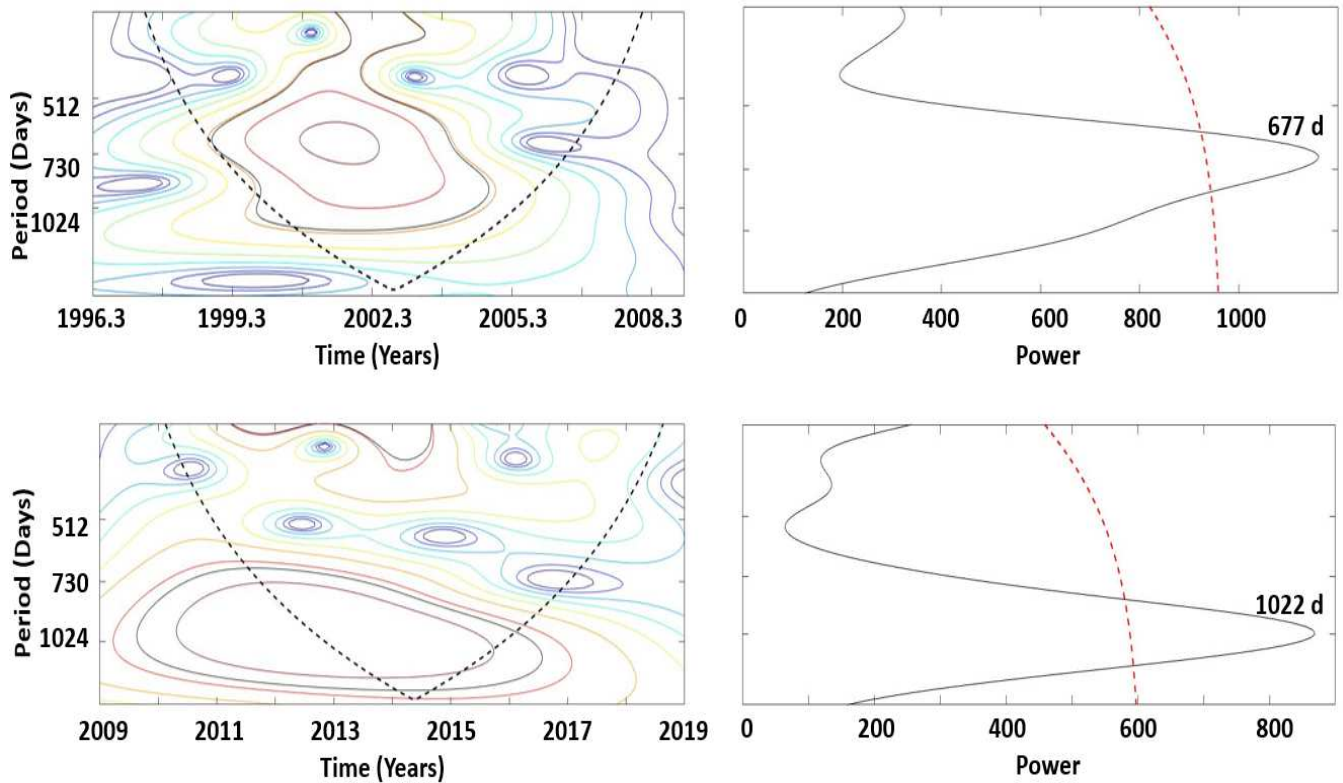 512
730
1024
Period (Days)
1996.3 1999.3 2002.3 2005.3 2008.3
Time (Years)
677 d
0 200 400 600 800 1000
Power
512
730
1024
Period (Days)
2009 2011 2013 2015 2017 2019
Time (Years)
1022 d
0 200 400 600 800
Power